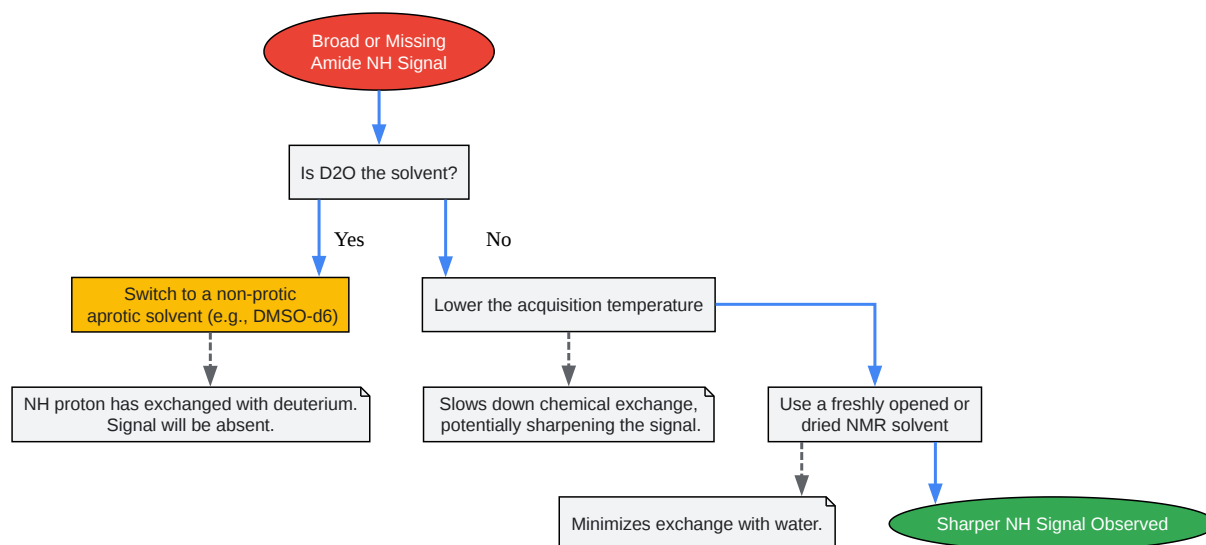 Broad or Missing
Amide NH Signal
Is D2O the solvent?
Yes
No
Switch to a non-protic
aprotic solvent (e.g., DMSO-d6)
Lower the acquisition temperature
NH proton has exchanged with deuterium.
Signal will be absent.
Slows down chemical exchange,
potentially sharpening the signal.
Use a freshly opened or
dried NMR solvent
Minimizes exchange with water.
Sharper NH Signal Observed